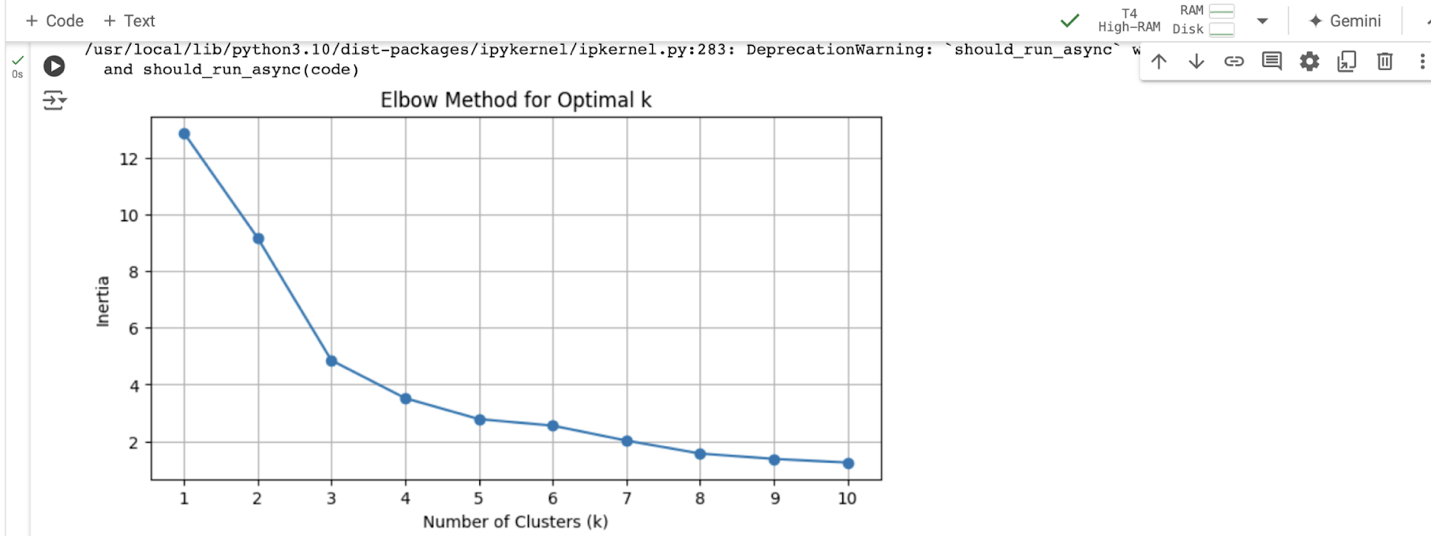 + Code + Text
T4
High-RAM
RAM
Disk
Gemini
/usr/local/lib/python3.10/dist-packages/ipykernel/ipkernel.py:283: DeprecationWarning: `should_run_async` w
and should_run_async(code)
0s
Elbow Method for Optimal k
12
10
8
6
4
2
Inertia
1 2 3 4 5 6 7 8 9 10
Number of Clusters (k)